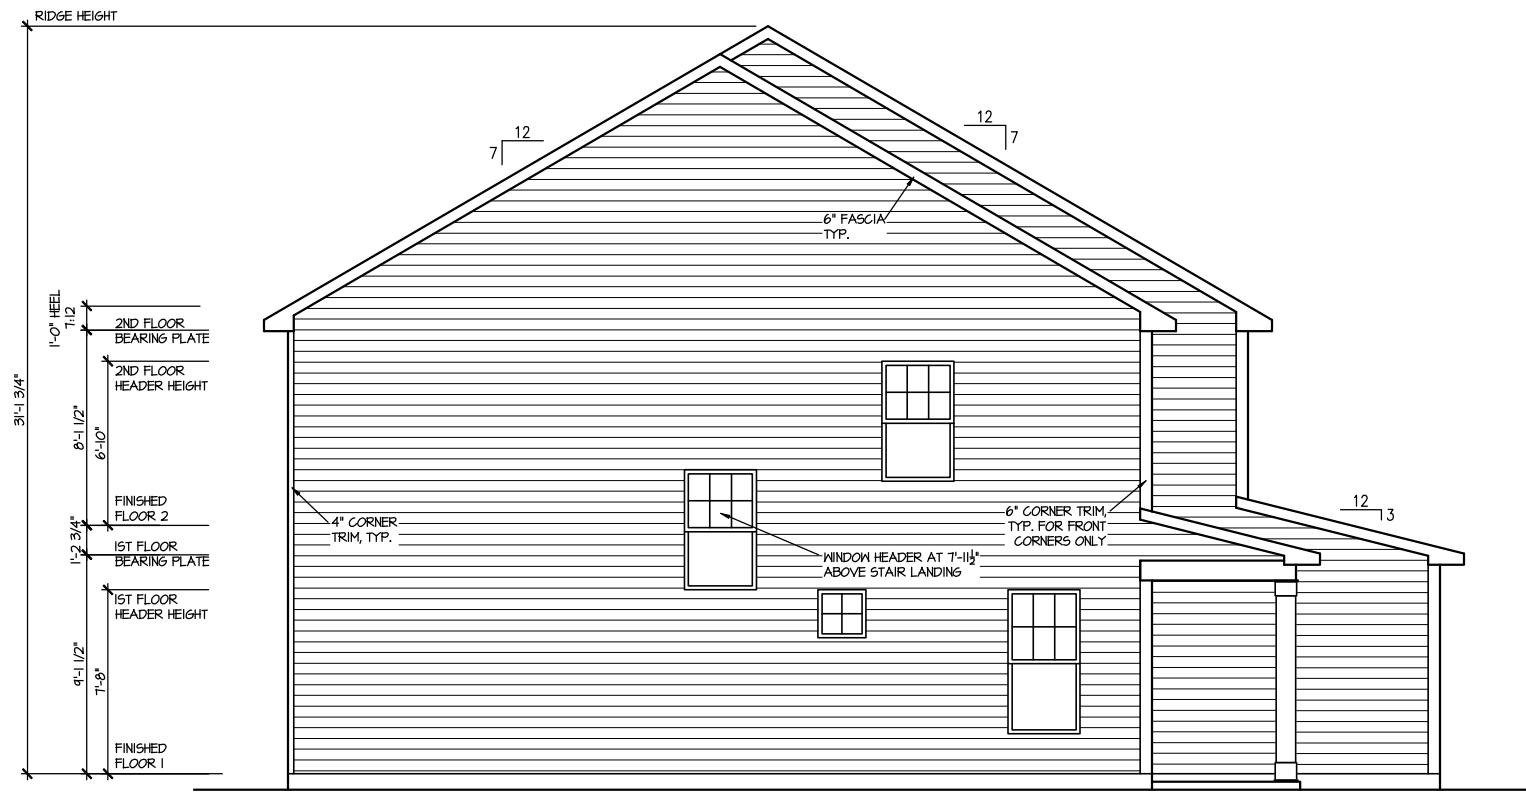 RIDGE HEIGHT
12
7
12
7
6" FASCIA
TYP.
1'-0" HEEL
7:12
2ND FLOOR
BEARING PLATE
2ND FLOOR
HEADER HEIGHT
31'-1 3/4"
8'-1 1/2"
6'-10"
FINISHED
FLOOR 2
1'-2 3/4"
1ST FLOOR
BEARING PLATE
1ST FLOOR
HEADER HEIGHT
9'-1 1/2"
7'-8"
FINISHED
FLOOR 1
4" CORNER
TRIM, TYP.
WINDOW HEADER AT 7'-11½"
ABOVE STAIR LANDING
6" CORNER TRIM,
TYP. FOR FRONT
CORNERS ONLY
12
3